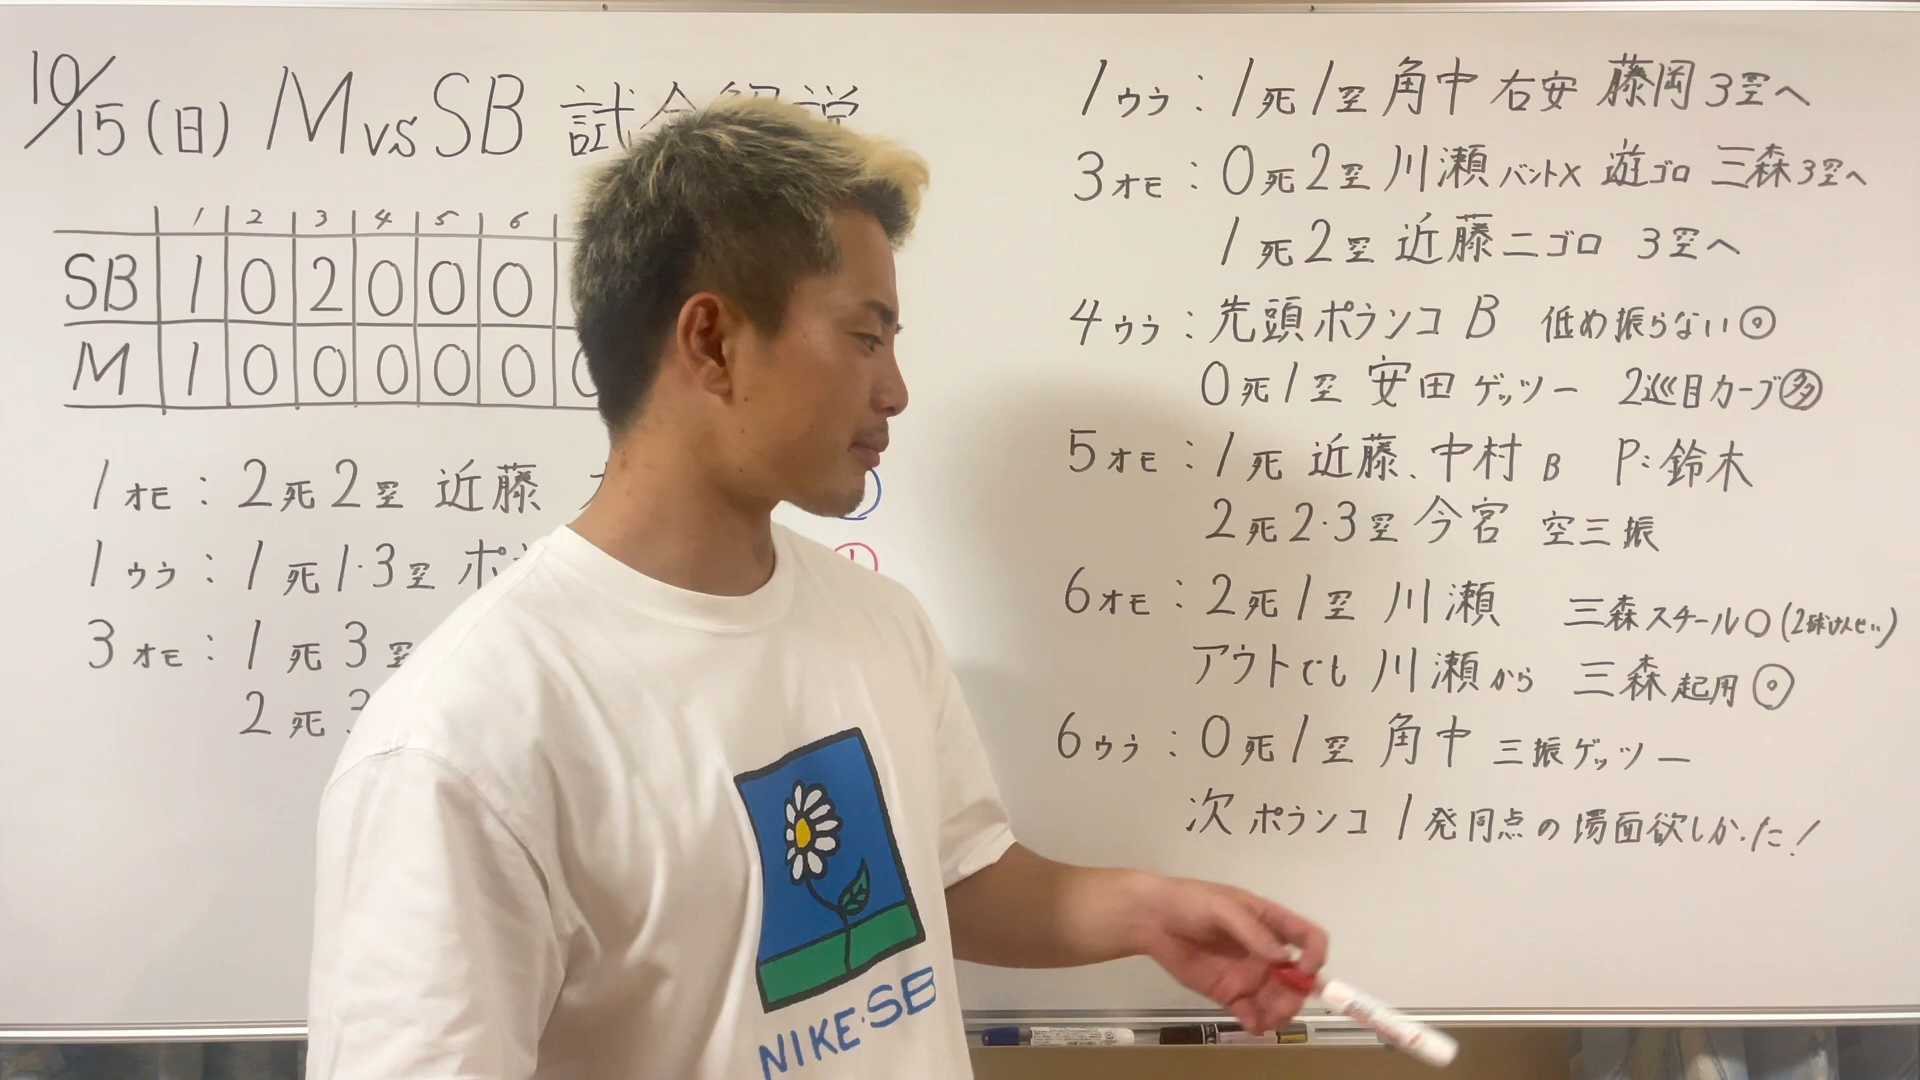 10/15(日) M vs SB 試合解説
1 2 3 4 5 6
SB 1 0 2 0 0 0
M 1 0 0 0 0 0
1オモ:2死2塁 近藤
1ウラ:1死1·3塁 ポ
3オモ:1死3塁
2死3
1ウラ:1死1塁 角中 右安 藤岡3塁へ
3オモ:0死2塁 川瀬 バント× 遊ゴロ 三森3塁へ
1死2塁 近藤 二ゴロ 3塁へ
4ウラ:先頭ポランコ B 低め振らない◎
0死1塁 安田 ゲッツー 2巡目カーブ多
5オモ:1死 近藤、中村 B P:鈴木
2死2·3塁 今宮 空三振
6オモ:2死1塁 川瀬 三森スチール○(2球けんせい)
アウトでも 川瀬から 三森起用◎
6ウラ:0死1塁 角中 三振ゲッツー
次 ポランコ 1発同点の場面欲しかった!
NIKE·SB